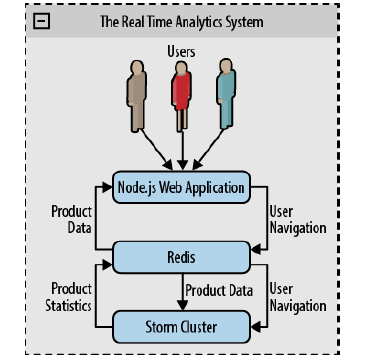 The Real Time Analytics System
Users
Node.js Web Application
Product
Data
User
Navigation
Redis
Product
Statistics
Product Data
User
Navigation
Storm Cluster